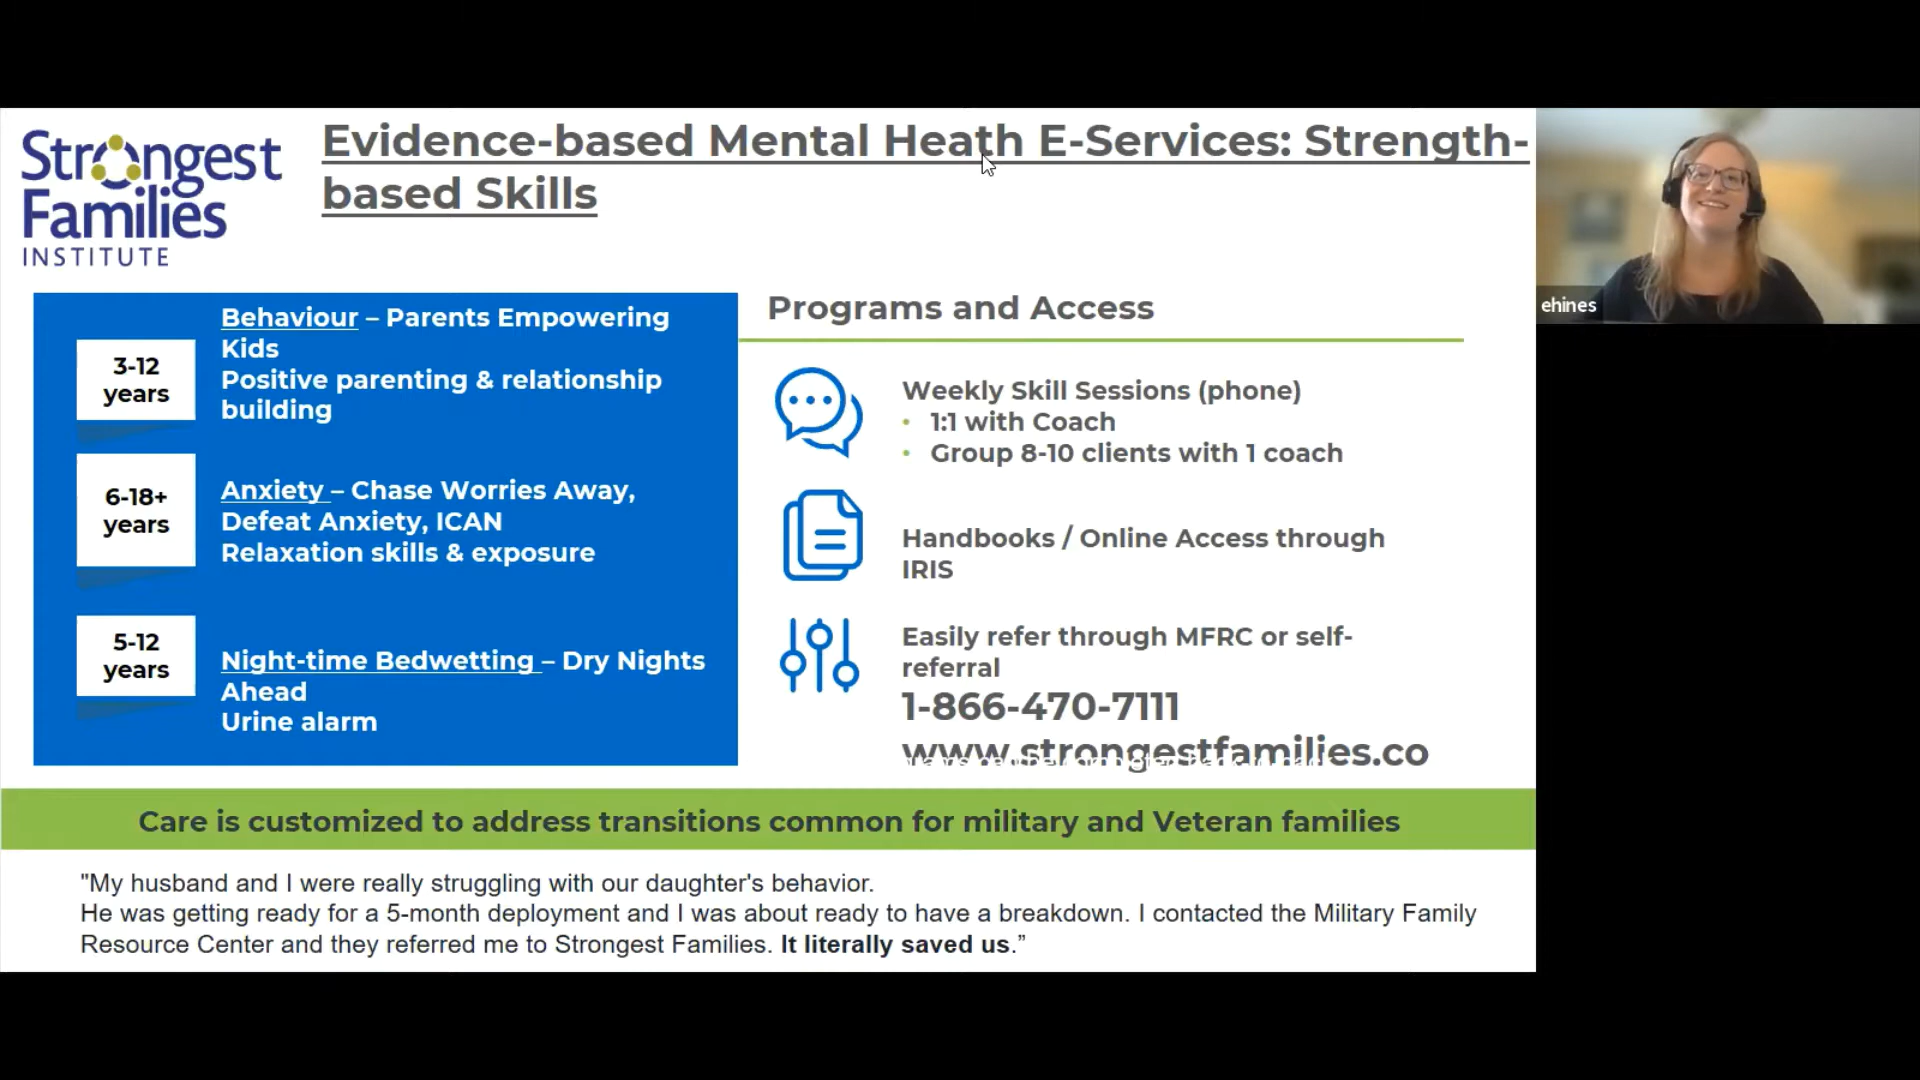 Strongest
Families
INSTITUTE
Evidence-based Mental Heath E-Services: Strength-
based Skills
ehines
3-12
years
Behaviour – Parents Empowering
Kids
Positive parenting & relationship
building
6-18+
years
Anxiety – Chase Worries Away,
Defeat Anxiety, ICAN
Relaxation skills & exposure
5-12
years
Night-time Bedwetting – Dry Nights
Ahead
Urine alarm
Programs and Access
Weekly Skill Sessions (phone)
• 1:1 with Coach
• Group 8-10 clients with 1 coach
Handbooks / Online Access through
IRIS
Easily refer through MFRC or self-
referral
1-866-470-7111
www.strongestfamilies.co
Care is customized to address transitions common for military and Veteran families
"My husband and I were really struggling with our daughter's behavior.
He was getting ready for a 5-month deployment and I was about ready to have a breakdown. I contacted the Military Family
Resource Center and they referred me to Strongest Families. It literally saved us.”